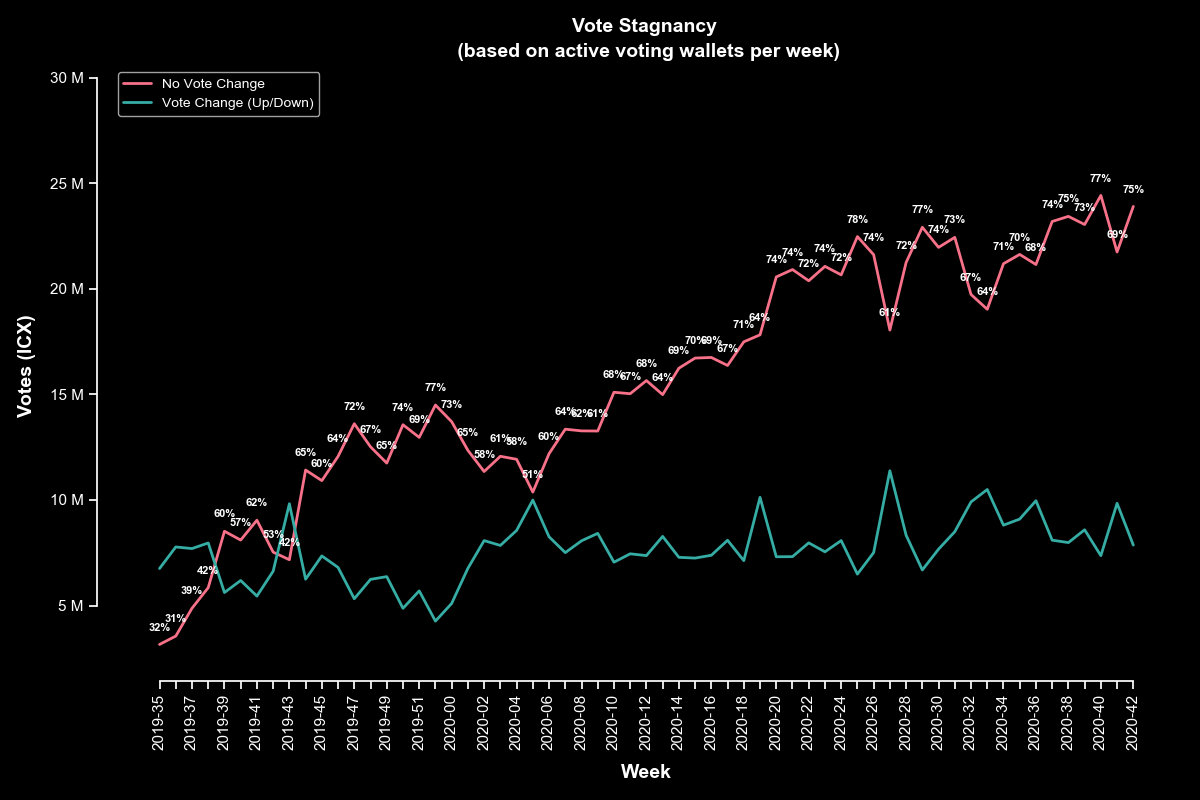 Vote Stagnancy
(based on active voting wallets per week)
No Vote Change
Vote Change (Up/Down)
Votes (ICX)
30 M
25 M
20 M
15 M
10 M
5 M
32% 31% 39% 42% 60% 57% 62% 53% 42% 65% 60% 64% 72% 67% 65% 74% 69% 77% 73% 65% 58% 61% 58% 51% 60% 64% 62% 61% 68% 67% 68% 64% 69% 70% 69% 67% 71% 64% 74% 74% 72% 74% 72% 78% 74% 61% 72% 77% 74% 73% 67% 64% 71% 70% 68% 74% 75% 73% 77% 69% 75%
2019-35 2019-37 2019-39 2019-41 2019-43 2019-45 2019-47 2019-49 2019-51 2020-00 2020-02 2020-04 2020-06 2020-08 2020-10 2020-12 2020-14 2020-16 2020-18 2020-20 2020-22 2020-24 2020-26 2020-28 2020-30 2020-32 2020-34 2020-36 2020-38 2020-40 2020-42
Week